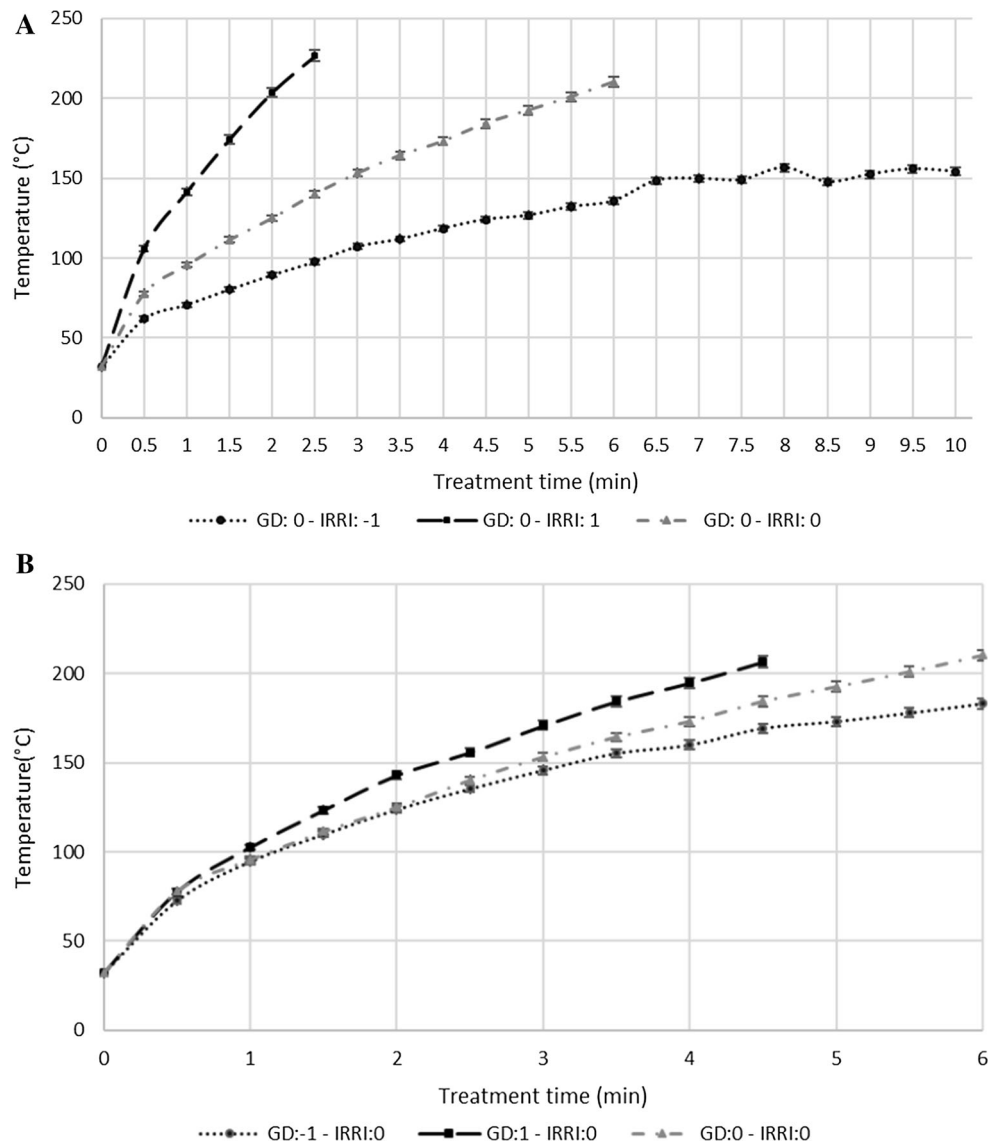 A
250
200
150
100
50
0
Temperature (°C)
0 0.5 1 1.5 2 2.5 3 3.5 4 4.5 5 5.5 6 6.5 7 7.5 8 8.5 9 9.5 10
Treatment time (min)
GD: 0 - IRRI: -1 GD: 0 - IRRI: 1 GD: 0 - IRRI: 0
B
250
200
150
100
50
0
Temperature(°C)
0 1 2 3 4 5 6
Treatment time (min)
GD:-1 - IRRI:0 GD:1 - IRRI:0 GD:0 - IRRI:0